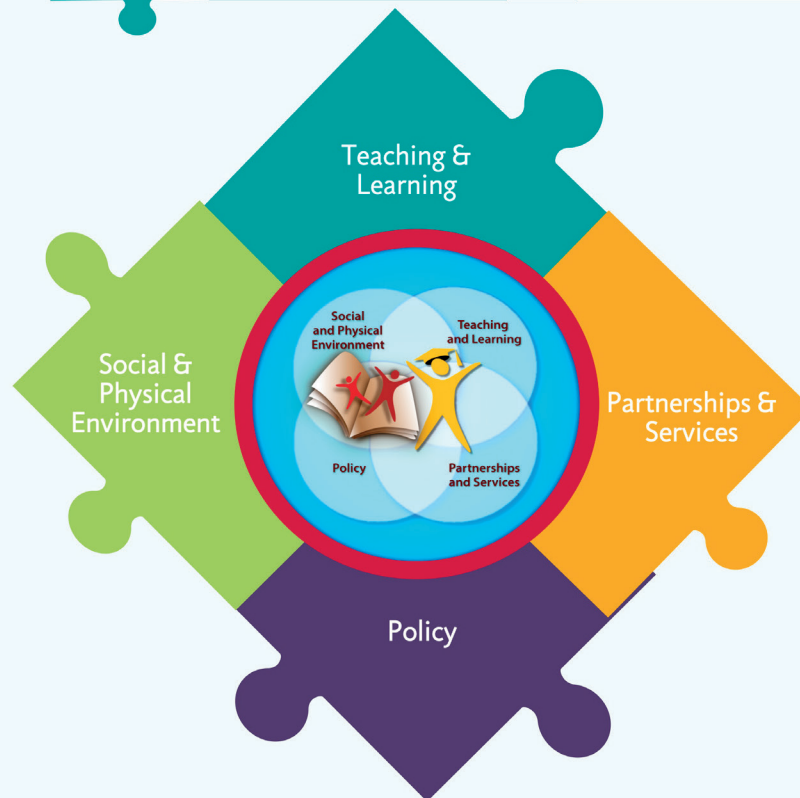 Teaching &
Learning
Social
and Physical
Environment
Teaching
and Learning
Social &
Physical
Environment
Partnerships &
Services
Policy
Partnerships
and Services
Policy